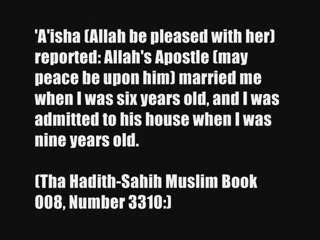 'A'isha (Allah be pleased with her)
reported: Allah's Apostle (may
peace be upon him) married me
when I was six years old, and I was
admitted to his house when I was
nine years old.
(Tha Hadith-Sahih Muslim Book
008, Number 3310:)